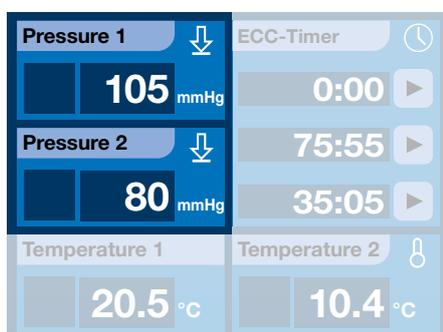 Pressure 1
105 mmHg
Pressure 2
80 mmHg
ECC-Timer
0:00
75:55
35:05
Temperature 1
20.5 °C
Temperature 2
10.4 °C